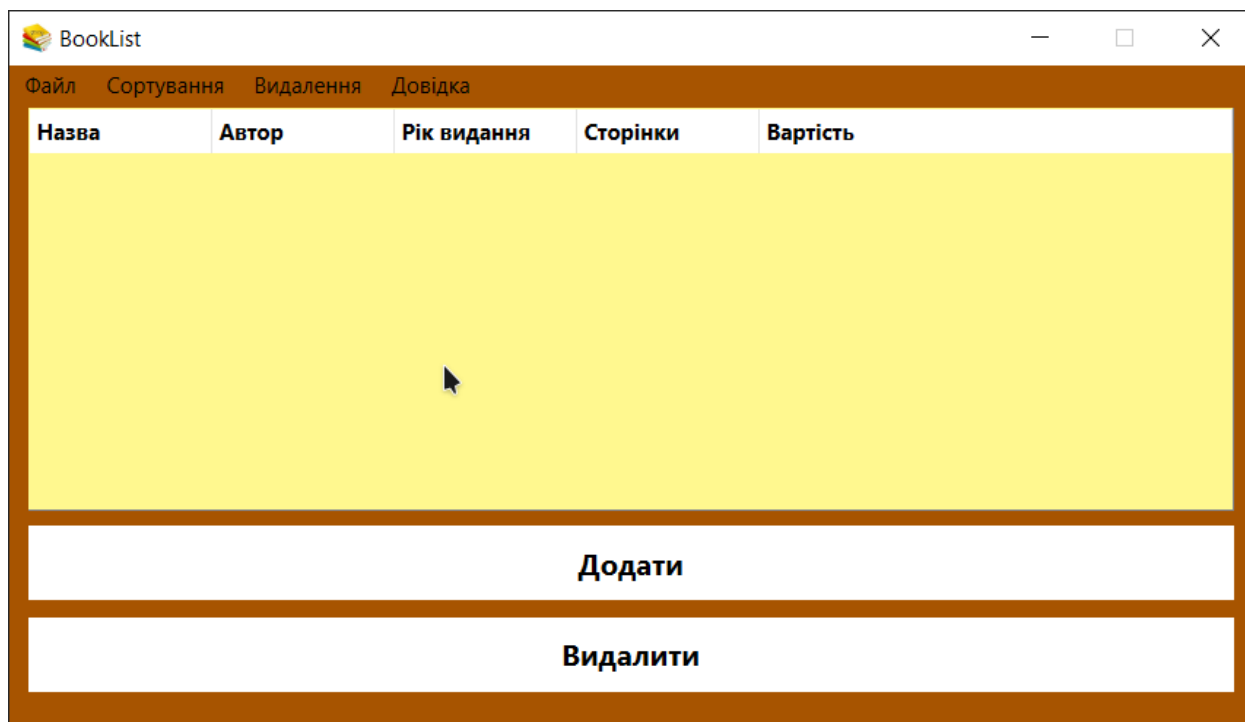 BookList
Файл Сортування Видалення Довідка
Назва Автор Рік видання Сторінки Вартість
Додати
Видалити